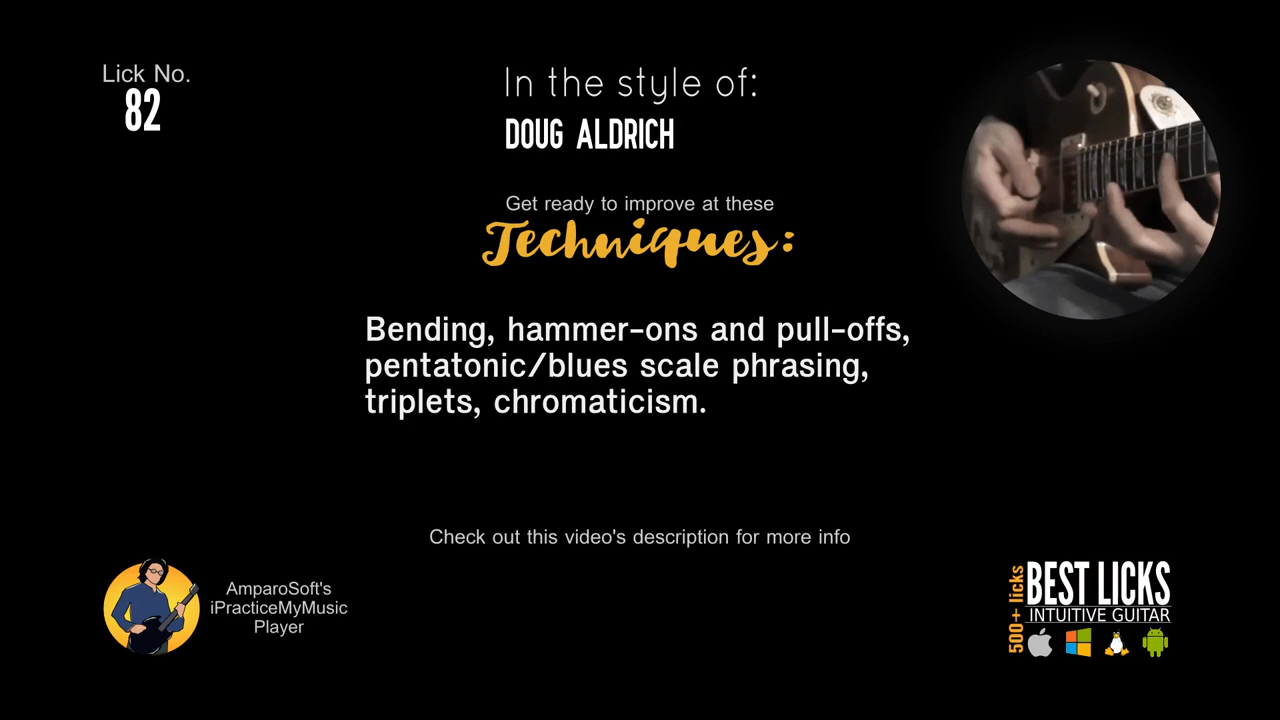 Lick No.
82
In the style of:
DOUG ALDRICH
Get ready to improve at these
Techniques:
Bending, hammer-ons and pull-offs,
pentatonic/blues scale phrasing,
triplets, chromaticism.
Check out this video's description for more info
AmparoSoft's
iPracticeMyMusic
Player
500+ licks
BEST LICKS
INTUITIVE GUITAR